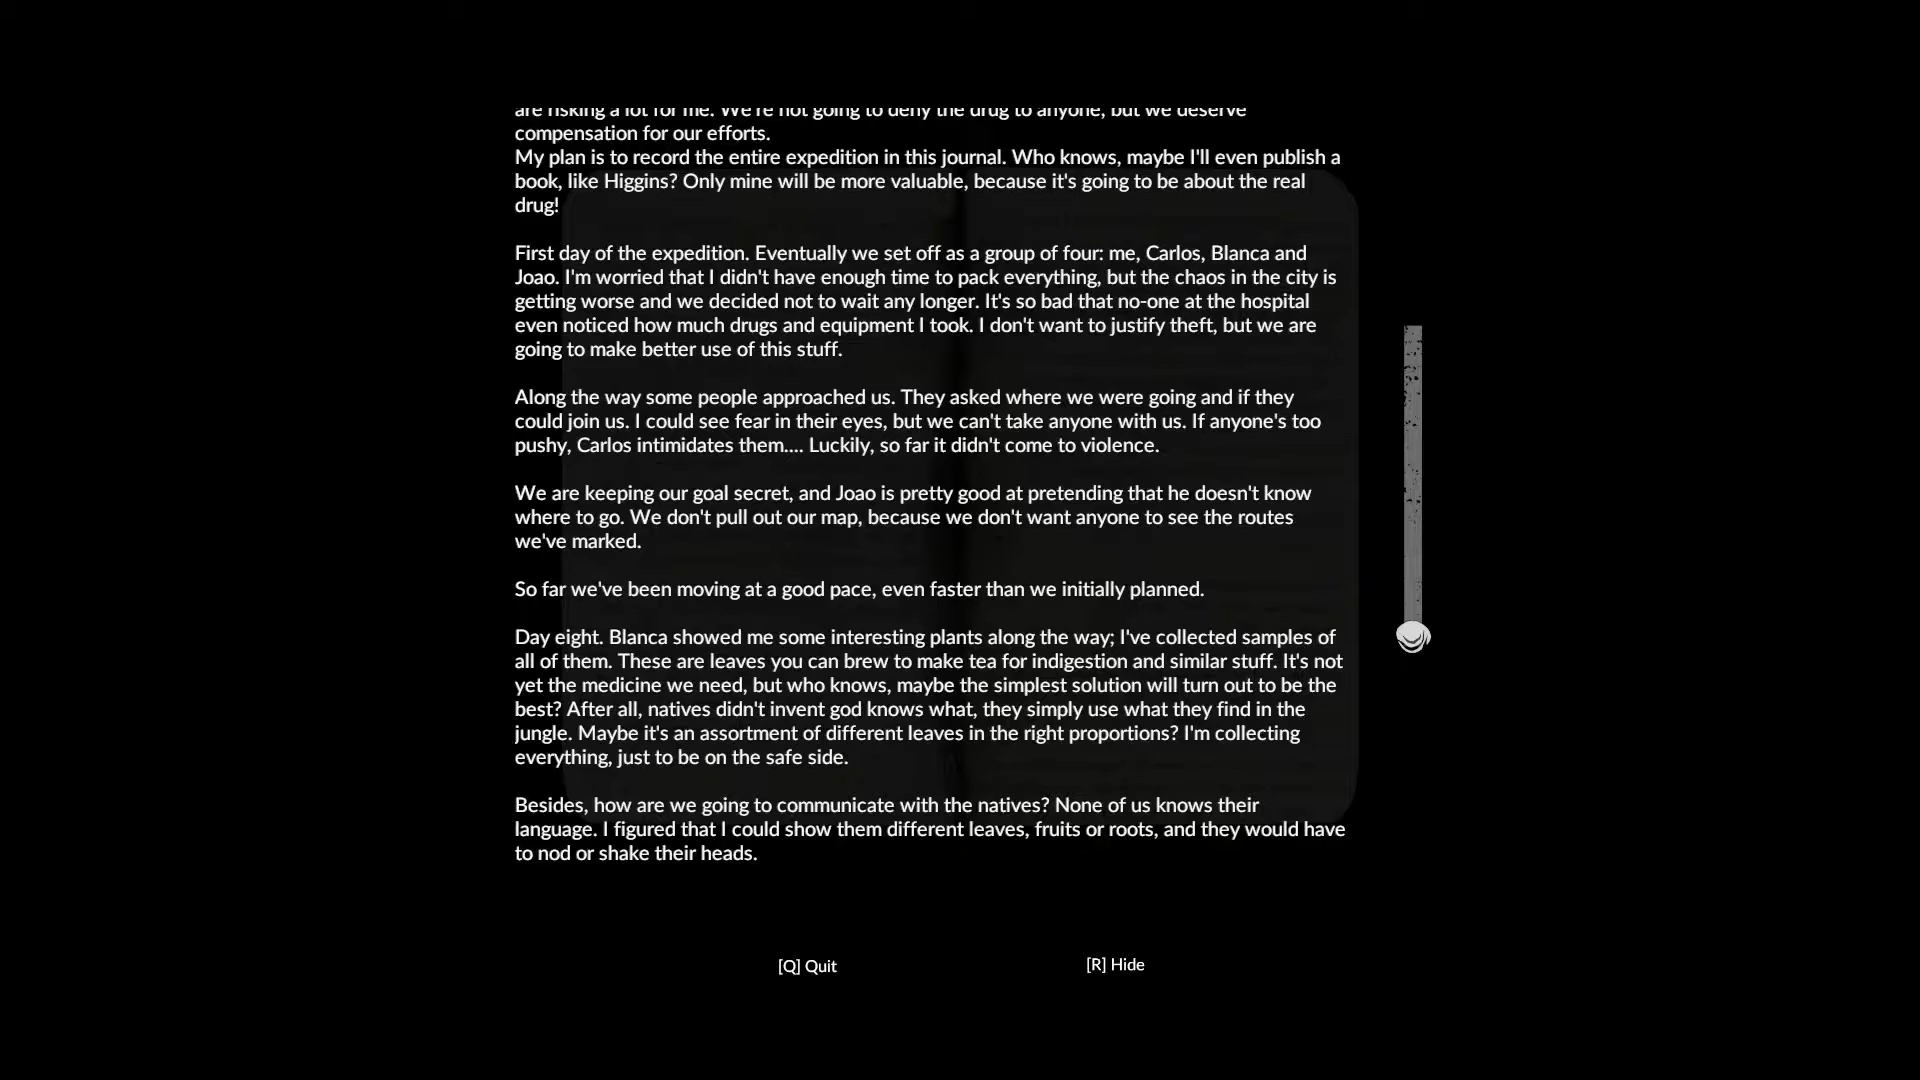 are risking a lot for me. We're not going to deny the drug to anyone, but we deserve
compensation for our efforts.
My plan is to record the entire expedition in this journal. Who knows, maybe I'll even publish a
book, like Higgins? Only mine will be more valuable, because it's going to be about the real
drug!
First day of the expedition. Eventually we set off as a group of four: me, Carlos, Blanca and
Joao. I'm worried that I didn't have enough time to pack everything, but the chaos in the city is
getting worse and we decided not to wait any longer. It's so bad that no-one at the hospital
even noticed how much drugs and equipment I took. I don't want to justify theft, but we are
going to make better use of this stuff.
Along the way some people approached us. They asked where we were going and if they
could join us. I could see fear in their eyes, but we can't take anyone with us. If anyone's too
pushy, Carlos intimidates them.... Luckily, so far it didn't come to violence.
We are keeping our goal secret, and Joao is pretty good at pretending that he doesn't know
where to go. We don't pull out our map, because we don't want anyone to see the routes
we've marked.
So far we've been moving at a good pace, even faster than we initially planned.
Day eight. Blanca showed me some interesting plants along the way; I've collected samples of
all of them. These are leaves you can brew to make tea for indigestion and similar stuff. It's not
yet the medicine we need, but who knows, maybe the simplest solution will turn out to be the
best? After all, natives didn't invent god knows what, they simply use what they find in the
jungle. Maybe it's an assortment of different leaves in the right proportions? I'm collecting
everything, just to be on the safe side.
Besides, how are we going to communicate with the natives? None of us knows their
language. I figured that I could show them different leaves, fruits or roots, and they would have
to nod or shake their heads.
[Q] Quit
[R] Hide